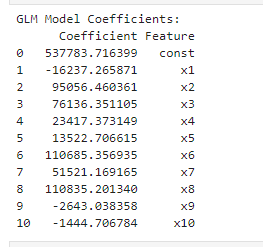 GLM Model Coefficients:
Coefficient Feature
0 537783.716399 const
1 -16237.265871 x1
2 95056.460361 x2
3 76136.351105 x3
4 23417.373149 x4
5 13522.706615 x5
6 110685.356935 x6
7 51521.169165 x7
8 110835.201340 x8
9 -2643.038358 x9
10 -1444.706784 x10